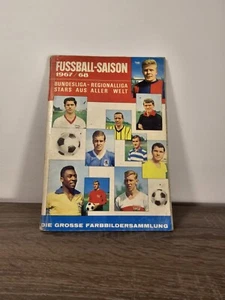 FUSSBALL-SAISON
1967/68
BUNDESLIGA · REGIONALLIGA
STARS AUS ALLER WELT
DIE GROSSE FARBBILDERSAMMLUNG